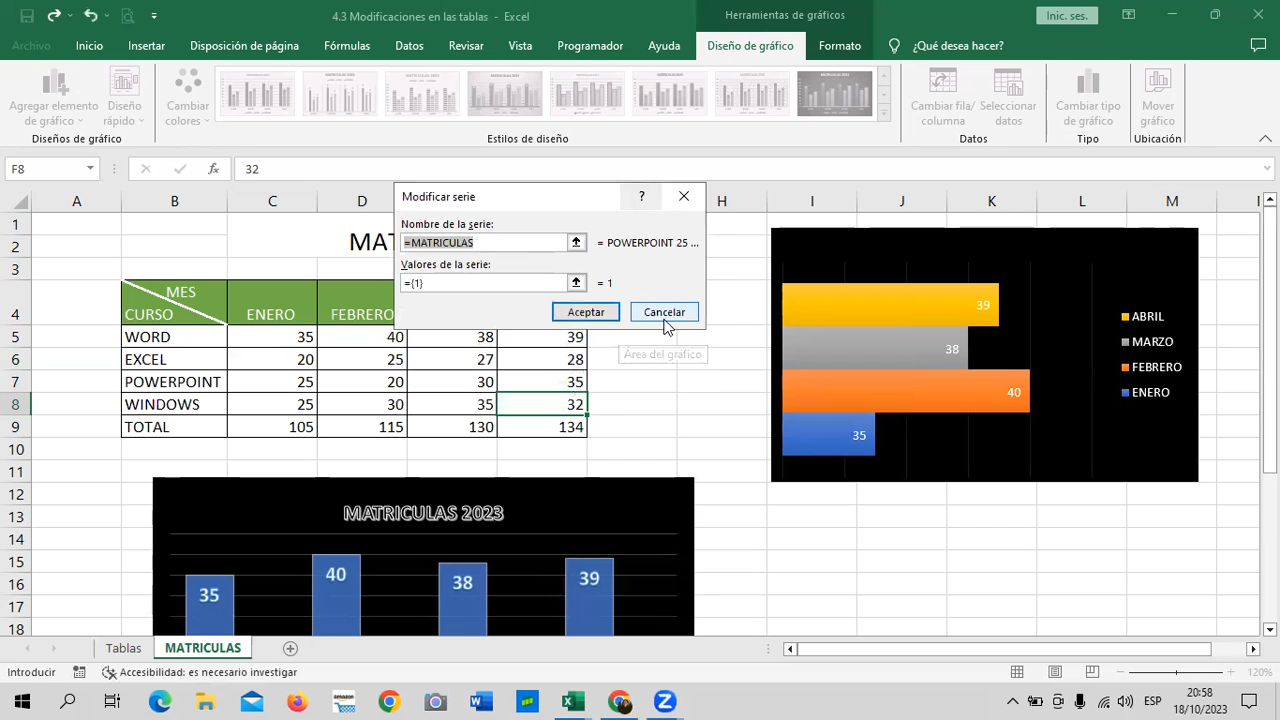 4.3 Modificaciones en las tablas - Excel
Herramientas de gráfico
Inic. ses.
Archivo Inicio Insertar Disposición de página Fórmulas Datos Revisar Vista Programador Ayuda Diseño de gráfico Formato ¿Qué desea hacer?
Agregar elemento de gráfico
Diseño rápido
Cambiar colores
Cambiar fila/ columna
Seleccionar datos
Cambiar tipo de gráfico
Mover gráfico
Diseños de gráfico Estilos de diseño Datos Tipo Ubicación
F8 fx 32
Modificar serie ?
Nombre de la serie:
=MATRICULAS = POWERPOINT 25 ...
Valores de la serie:
={1} = 1
Aceptar Cancelar
Área del gráfico
A B C D H I J K L M
1
2 MAT
3
4 MES CURSO ENERO FEBRERO
5 WORD 35 40 38 39
6 EXCEL 20 25 27 28
7 POWERPOINT 25 20 30 35
8 WINDOWS 25 30 35 32
9 TOTAL 105 115 130 134
10
11
12
13
14
15
16
17
18
39
38
40
35
ABRIL
MARZO
FEBRERO
ENERO
MATRICULAS 2023
35 40 38 39
Tablas MATRICULAS
Introducir Accesibilidad: es necesario investigar 120%
amazon
ESP
20:58
18/10/2023